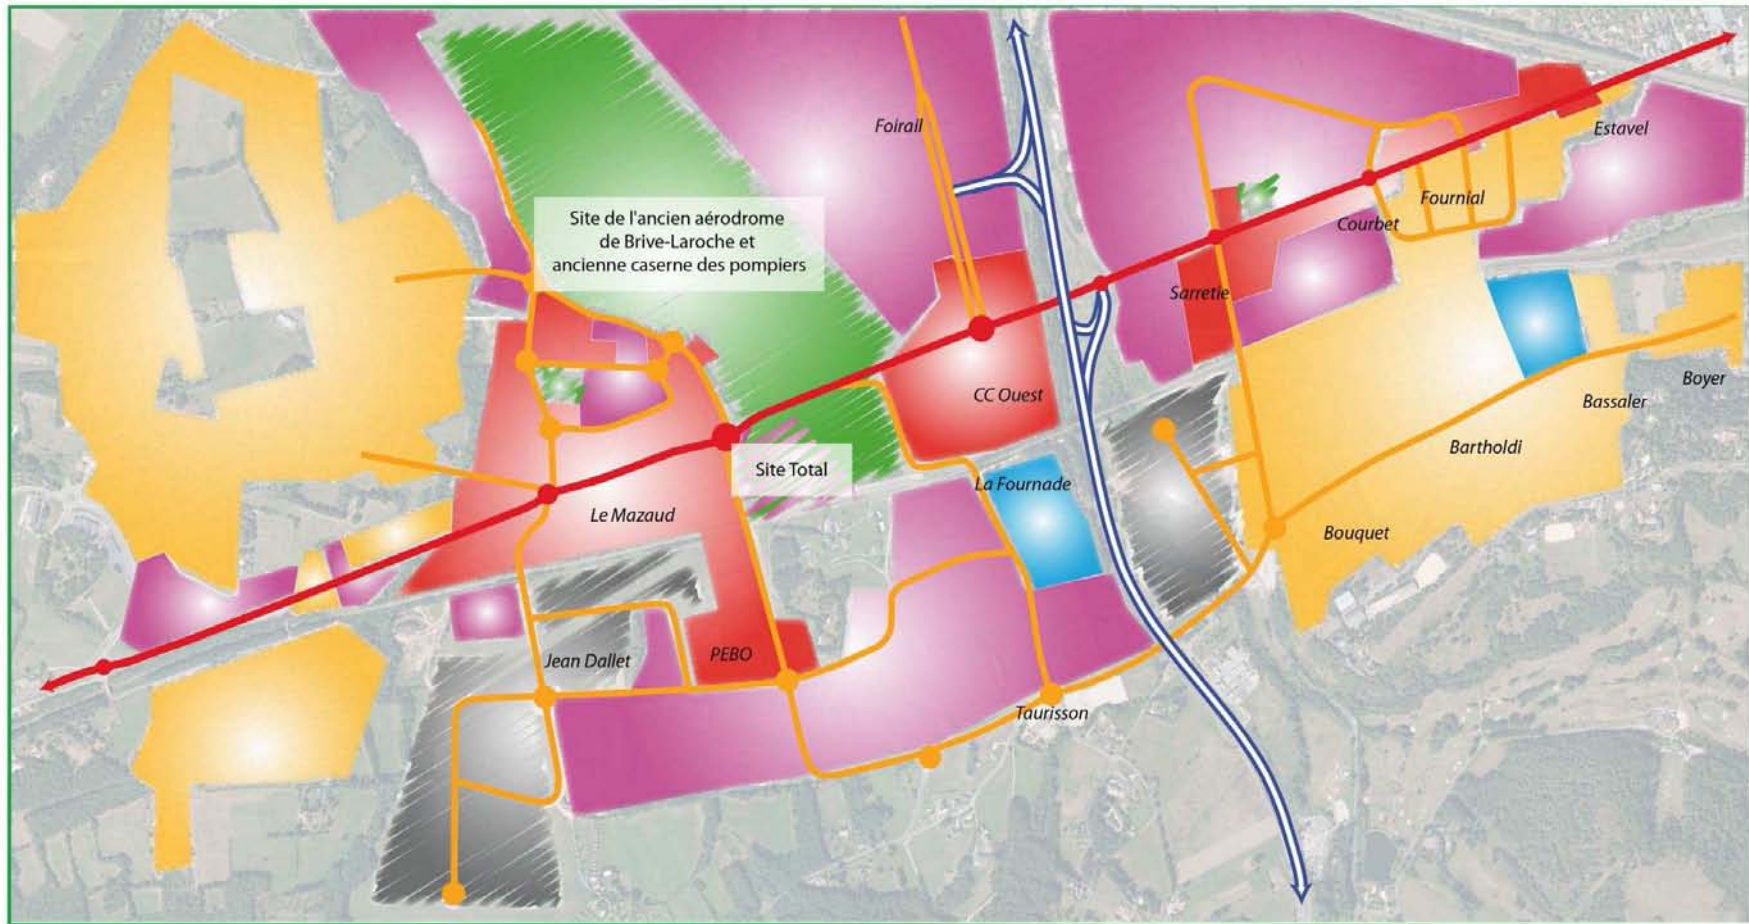 Foirail
Estavel
Site de l'ancien aérodrome
de Brive-Laroche et
ancienne caserne des pompiers
Fournial
Courbet
Sarretie
CC Ouest
Boyer
Bassaler
Bartholdi
Site Total
La Fournade
Le Mazaud
Bouquet
Jean Dallet
PEBO
Taurisson